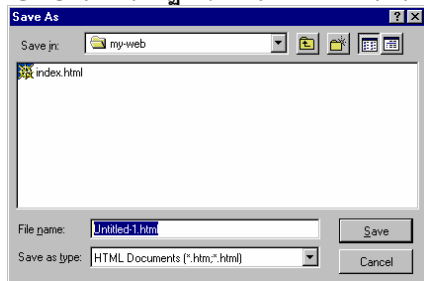 Save As
Save in: my-web
index.html
File name: Untitled-1.html Save
Save as type: HTML Documents (*.htm;*.html) Cancel